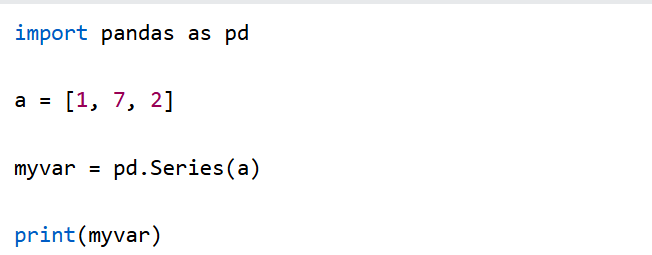 import pandas as pd
a = [1, 7, 2]
myvar = pd.Series(a)
print(myvar)